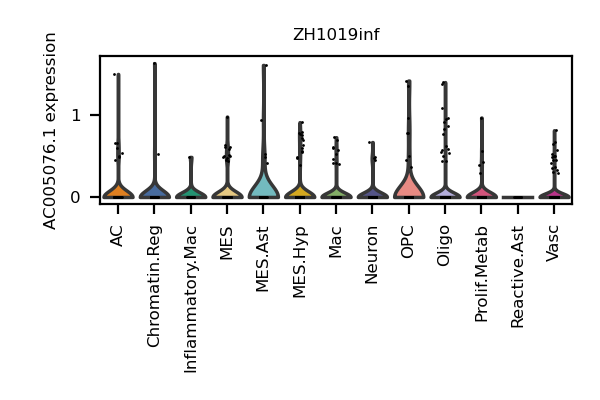 ZH1019inf
AC005076.1 expression
1
0
AC
Chromatin.Reg
Inflammatory.Mac
MES
MES.Ast
MES.Hyp
Mac
Neuron
OPC
Oligo
Prolif.Metab
Reactive.Ast
Vasc